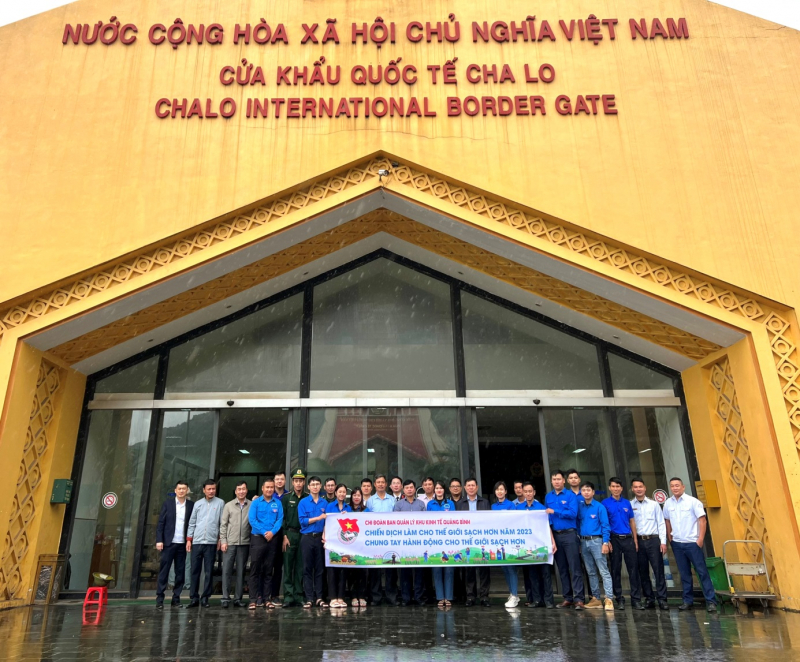 NƯỚC CỘNG HÒA XÃ HỘI CHỦ NGHĨA VIỆT NAM
CỬA KHẨU QUỐC TẾ CHA LO
CHALO INTERNATIONAL BORDER GATE
CHI ĐOÀN BAN QUẢN LÝ KHU KINH TẾ QUẢNG BÌNH
CHIẾN DỊCH LÀM CHO THẾ GIỚI SẠCH HƠN NĂM 2023
CHUNG TAY HÀNH ĐỘNG CHO THẾ GIỚI SẠCH HƠN